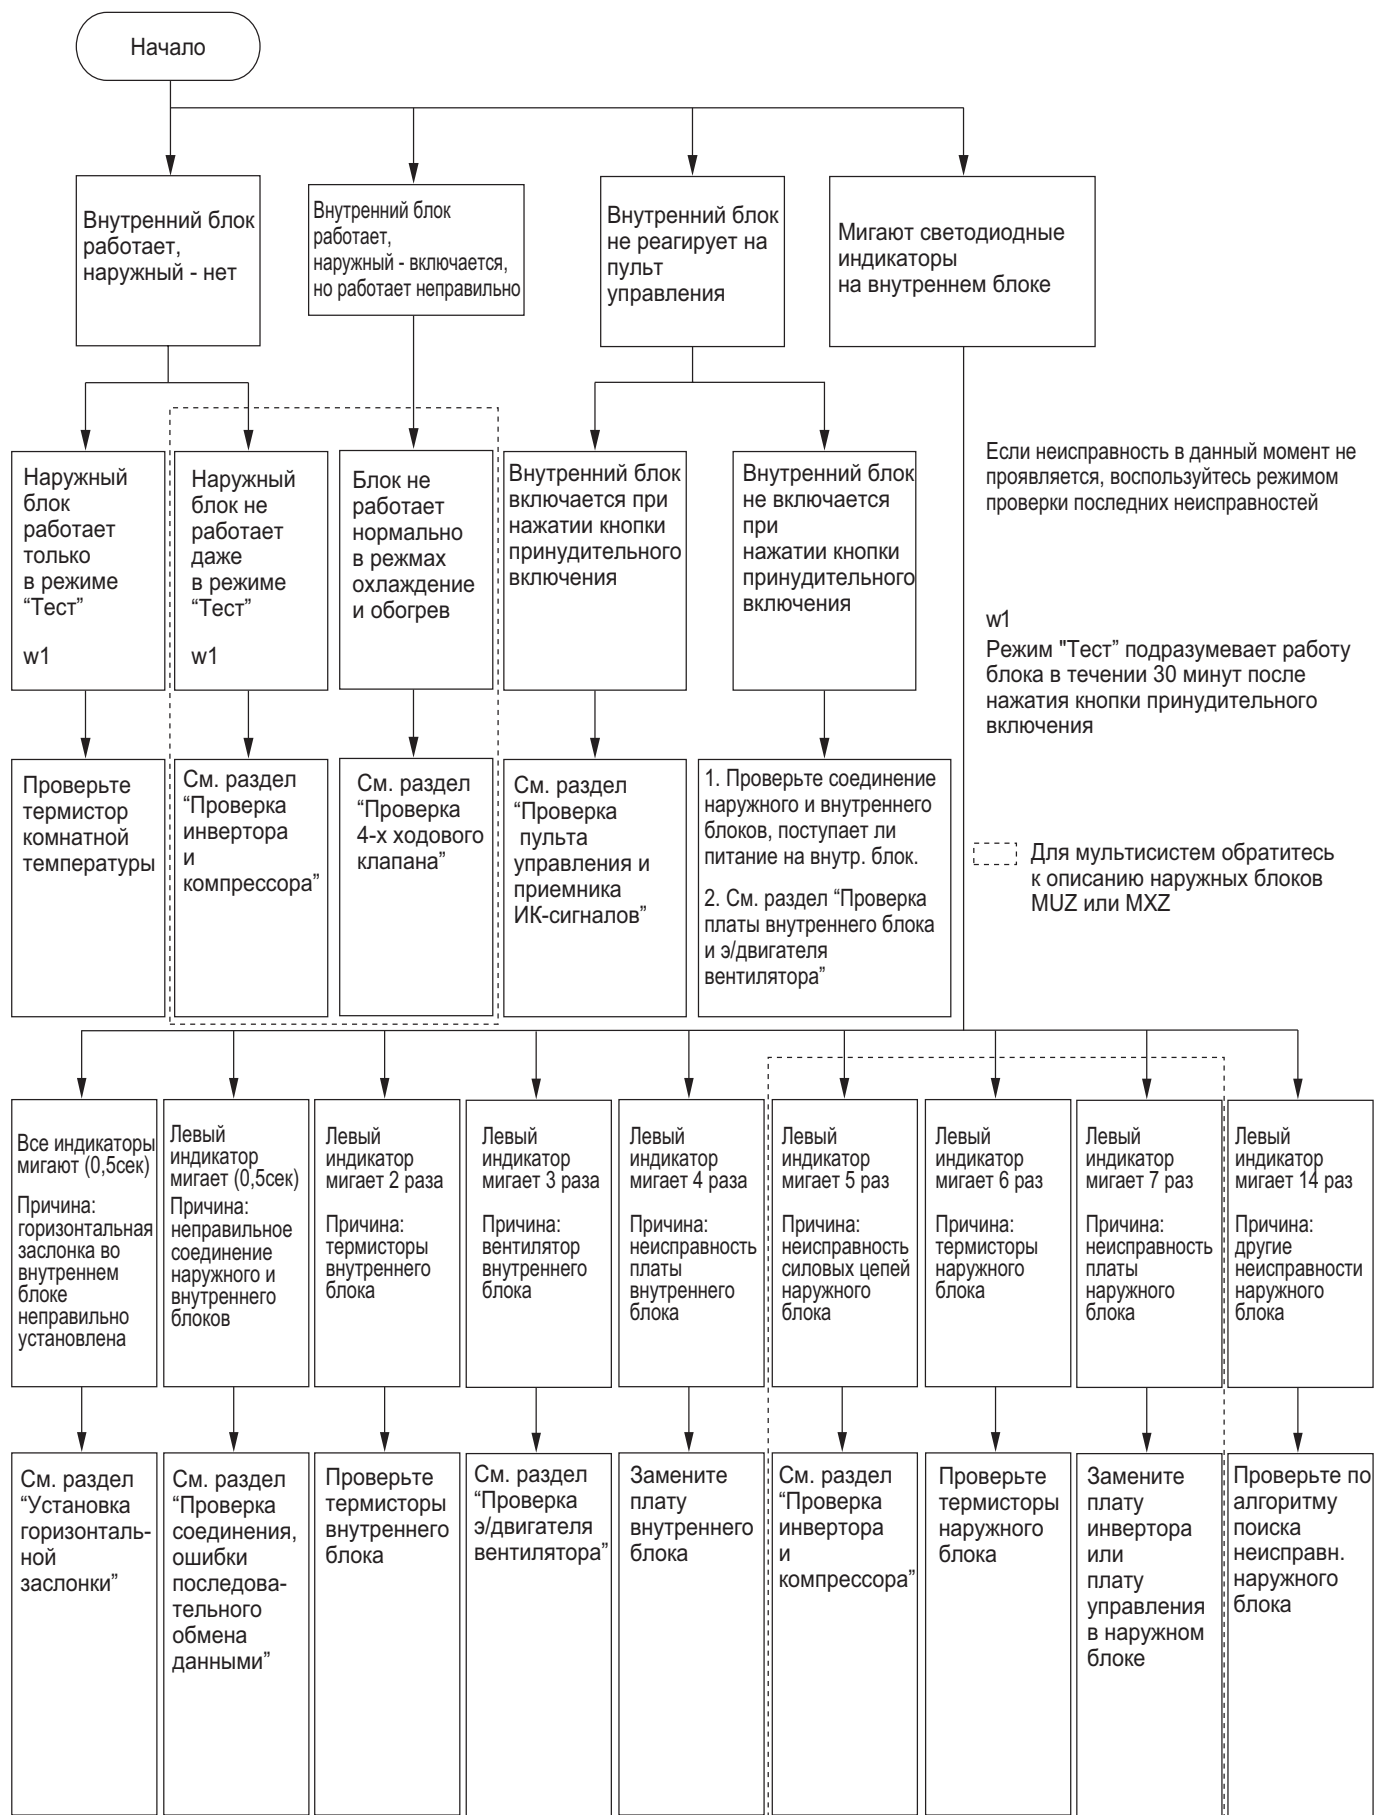 Начало
Внутренний блок
работает,
наружный - нет
Внутренний блок
работает,
наружный - включается,
но работает неправильно
Внутренний блок
не реагирует на
пульт
управления
Мигают светодиодные
индикаторы
на внутреннем блоке
Наружный
блок
работает
только
в режиме
“Тест”
w1
Наружный
блок не
работает
даже
в режиме
“Тест”
w1
Блок не
работает
нормально
в режмах
охлаждение
и обогрев
Внутренний блок
включается при
нажатии кнопки
принудительного
включения
Внутренний блок
не включается
при
нажатии кнопки
принудительного
включения
Если неисправность в данный момент не
проявляется, воспользуйтесь режимом
проверки последних неисправностей
w1
Режим "Тест” подразумевает работу
блока в течении 30 минут после
нажатия кнопки принудительного
включения
Проверьте
термистор
комнатной
температуры
См. раздел
“Проверка
инвертора
и
компрессора”
См. раздел
“Проверка
4-х ходового
клапана”
См. раздел
“Проверка
пульта
управления и
приемника
ИК-сигналов”
1. Проверьте соединение
наружного и внутреннего
блоков, поступает ли
питание на внутр. блок.
2. См. раздел “Проверка
платы внутреннего блока
и э/двигателя
вентилятора”
Для мультисистем обратитесь
к описанию наружных блоков
MUZ или MXZ
Все индикаторы
мигают (0,5сек)
Причина:
горизонтальная
заслонка во
внутреннем
блоке
неправильно
установлена
Левый
индикатор
мигает (0,5сек)
Причина:
неправильное
соединение
наружного и
внутреннего
блоков
Левый
индикатор
мигает 2 раза
Причина:
термисторы
внутреннего
блока
Левый
индикатор
мигает 3 раза
Причина:
вентилятор
внутреннего
блока
Левый
индикатор
мигает 4 раза
Причина:
неисправность
платы
внутреннего
блока
Левый
индикатор
мигает 5 раз
Причина:
неисправность
силовых цепей
наружного
блока
Левый
индикатор
мигает 6 раз
Причина:
термисторы
наружного
блока
Левый
индикатор
мигает 7 раз
Причина:
неисправность
платы
наружного
блока
Левый
индикатор
мигает 14 раз
Причина:
другие
неисправности
наружного
блока
См. раздел
“Установка
горизонталь-
ной
заслонки”
См. раздел
“Проверка
соединения,
ошибки
последова-
тельного
обмена
данными”
Проверьте
термисторы
внутреннего
блока
См. раздел
“Проверка
э/двигателя
вентилятора”
Замените
плату
внутреннего
блока
См. раздел
“Проверка
инвертора
и
компрессора”
Проверьте
термисторы
наружного
блока
Замените
плату
инвертора
или
плату
управления
в наружном
блоке
Проверьте по
алгоритму
поиска
неисправн.
наружного
блока